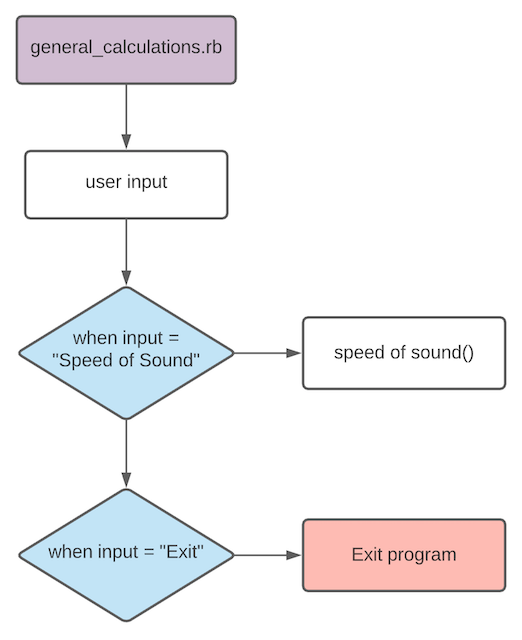 general_calculations.rb
user input
when input =
"Speed of Sound"
speed of sound()
when input = "Exit"
Exit program